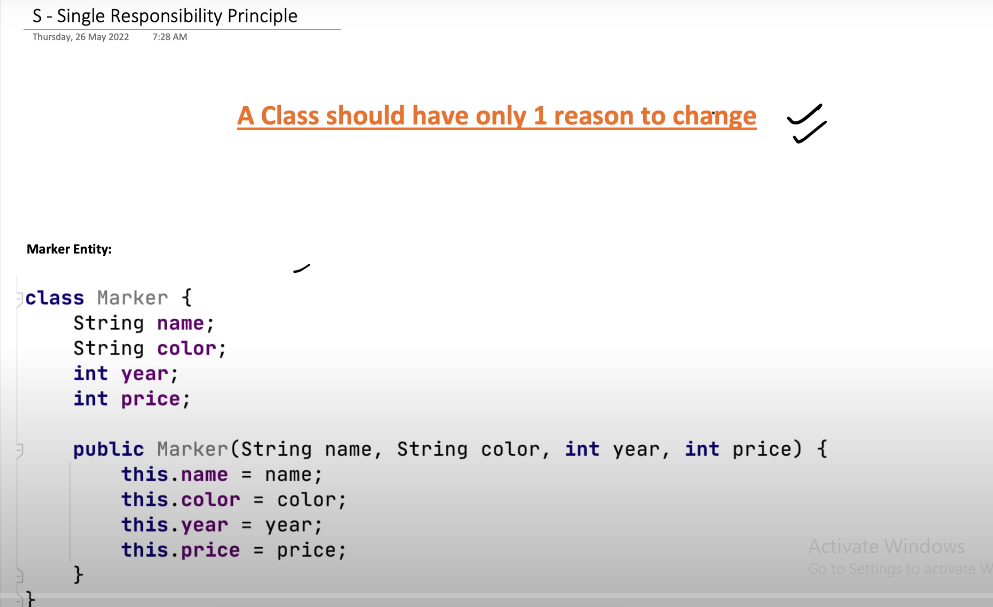 S - Single Responsibility Principle
Thursday, 26 May 2022 7:28 AM
A Class should have only 1 reason to change
Marker Entity:
class Marker {
String name;
String color;
int year;
int price;
public Marker(String name, String color, int year, int price) {
this.name = name;
this.color = color;
this.year = year;
this.price = price;
}
}
Activate Windows
Go to Settings to activate W